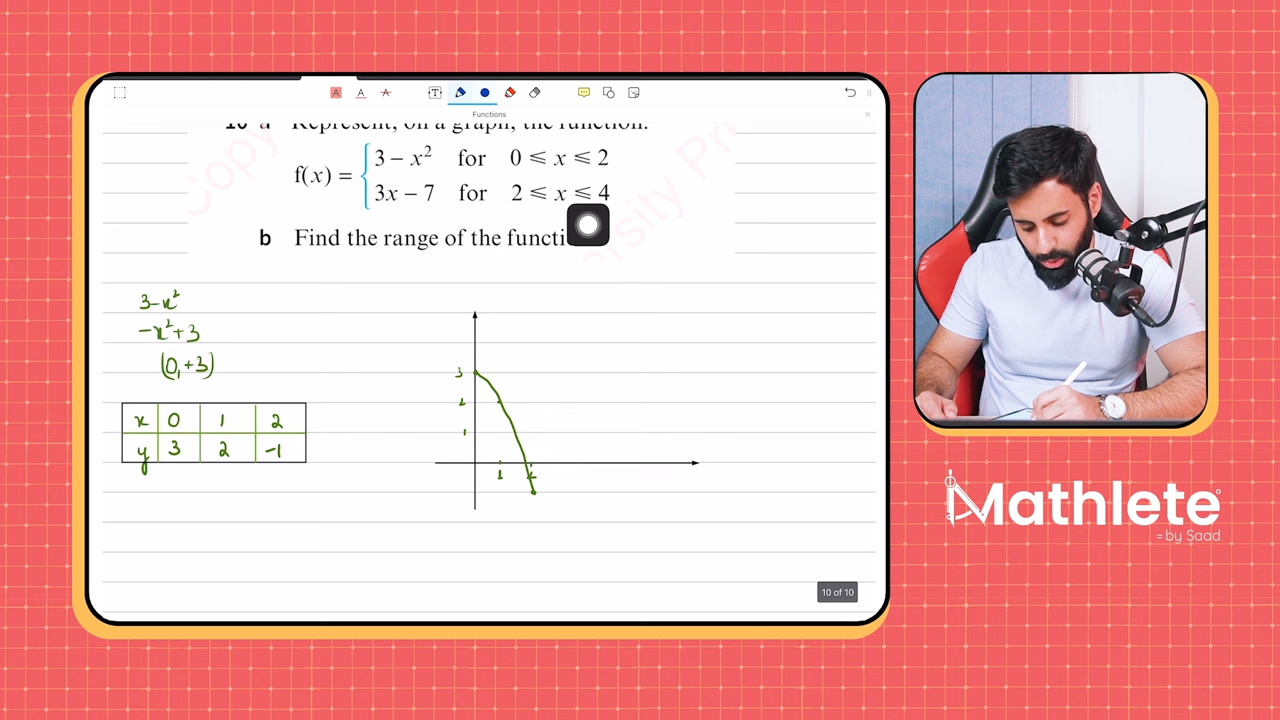 Functions
10 a Represent, on a graph, the function:
f(x) = { 3 − x² for 0 ⩽ x ⩽ 2
3x − 7 for 2 ⩽ x ⩽ 4
b Find the range of the functi
3-x²
-x²+3
(0,+3)
x 0 1 2
y 3 2 -1
3
2
1
1 2
10 of 10
Mathlete
=by Saad